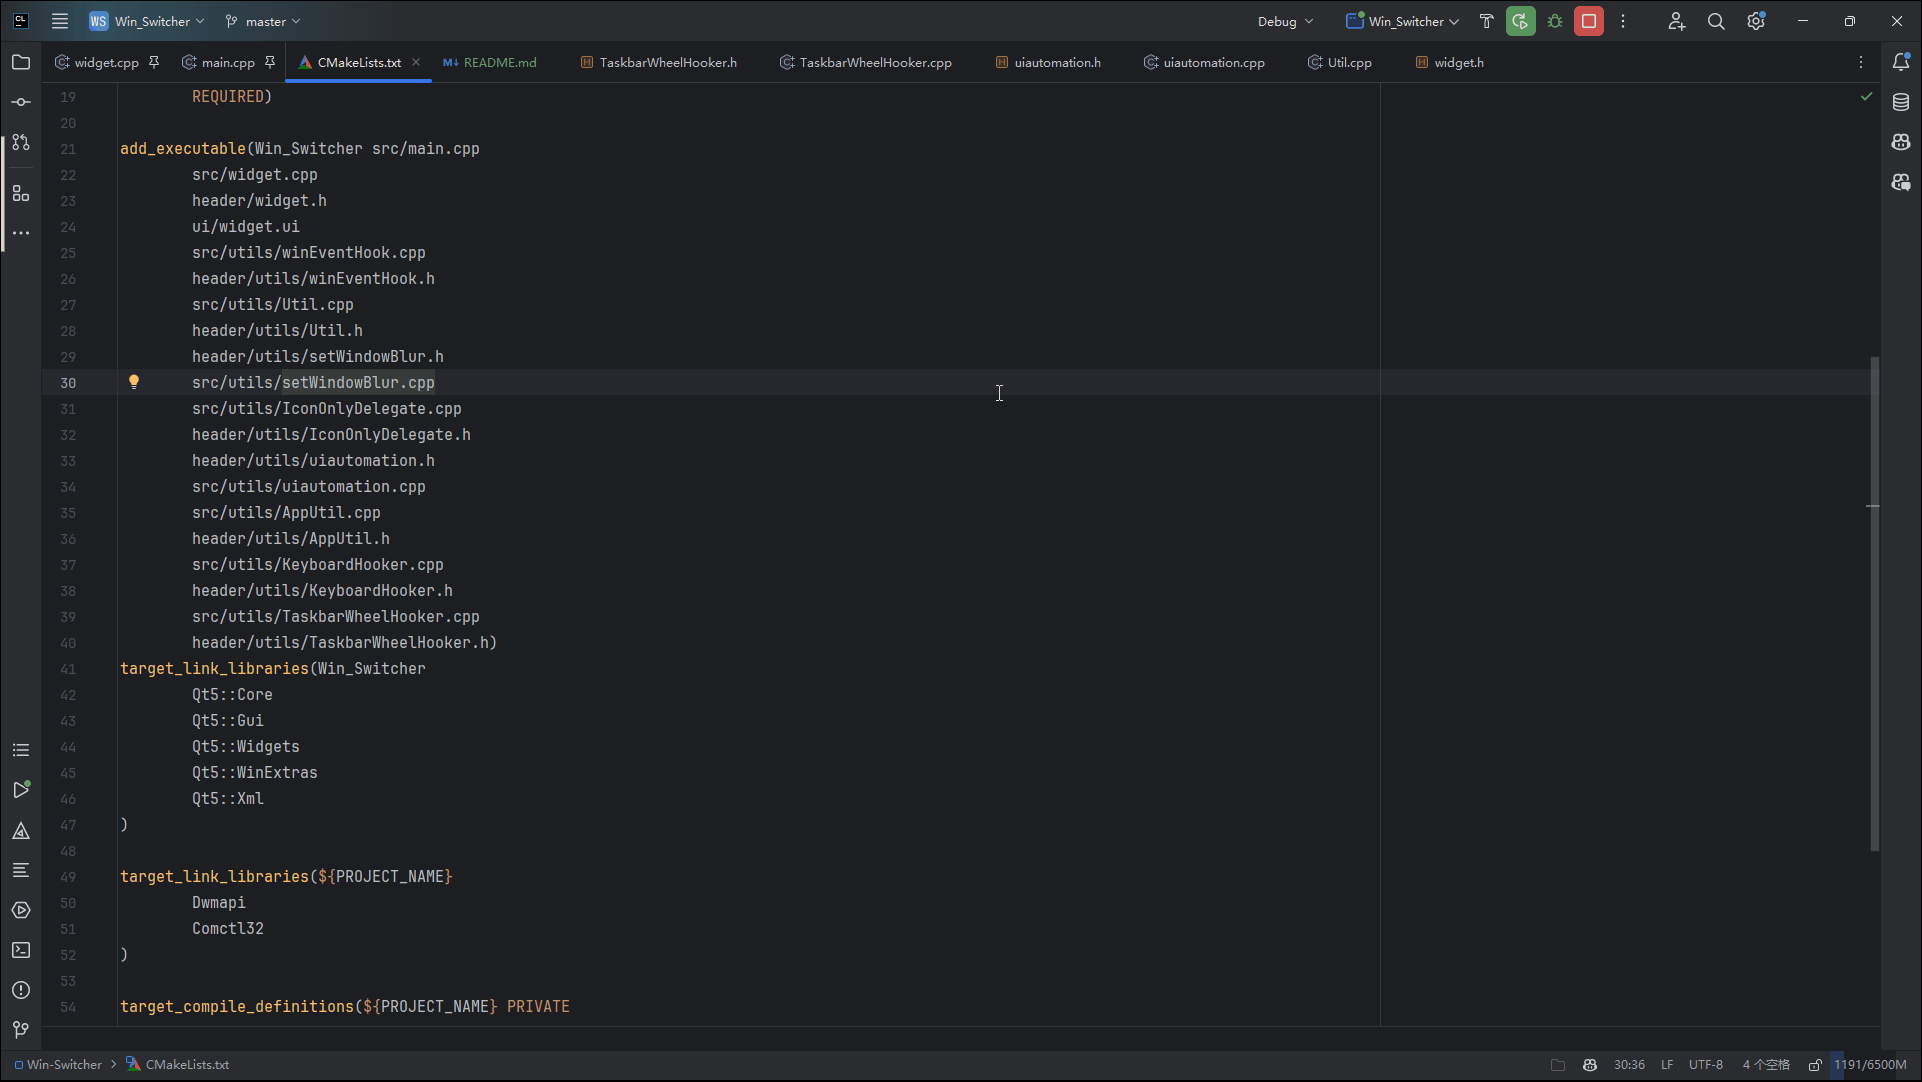 CL
WS Win_Switcher master Debug Win_Switcher
widget.cpp main.cpp CMakeLists.txt M↓ README.md H TaskbarWheelHooker.h TaskbarWheelHooker.cpp H uiautomation.h uiautomation.cpp Util.cpp H widget.h
19 REQUIRED)
20
21 add_executable(Win_Switcher src/main.cpp
22 src/widget.cpp
23 header/widget.h
24 ui/widget.ui
25 src/utils/winEventHook.cpp
26 header/utils/winEventHook.h
27 src/utils/Util.cpp
28 header/utils/Util.h
29 header/utils/setWindowBlur.h
30 src/utils/setWindowBlur.cpp
31 src/utils/IconOnlyDelegate.cpp
32 header/utils/IconOnlyDelegate.h
33 header/utils/uiautomation.h
34 src/utils/uiautomation.cpp
35 src/utils/AppUtil.cpp
36 header/utils/AppUtil.h
37 src/utils/KeyboardHooker.cpp
38 header/utils/KeyboardHooker.h
39 src/utils/TaskbarWheelHooker.cpp
40 header/utils/TaskbarWheelHooker.h)
41 target_link_libraries(Win_Switcher
42 Qt5::Core
43 Qt5::Gui
44 Qt5::Widgets
45 Qt5::WinExtras
46 Qt5::Xml
47 )
48
49 target_link_libraries(${PROJECT_NAME}
50 Dwmapi
51 Comctl32
52 )
53
54 target_compile_definitions(${PROJECT_NAME} PRIVATE
Win-Switcher > CMakeLists.txt 30:36 LF UTF-8 4 个空格 1191/6500M